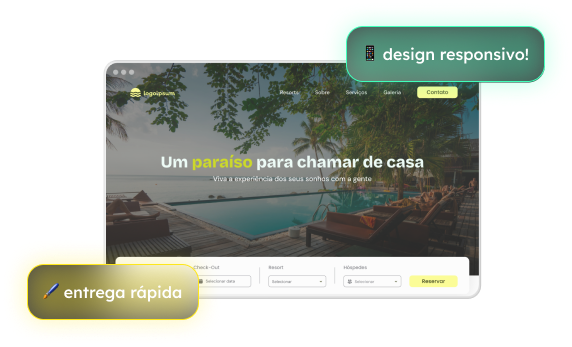 design responsivo!
logoipsum
Resorts Sobre Serviços Galeria Contato
Um paraíso para chamar de casa
Viva a experiência dos seus sonhos com a gente
Check-Out Resort Hóspedes
Selecionar data Selecionar Selecionar Reservar
entrega rápida